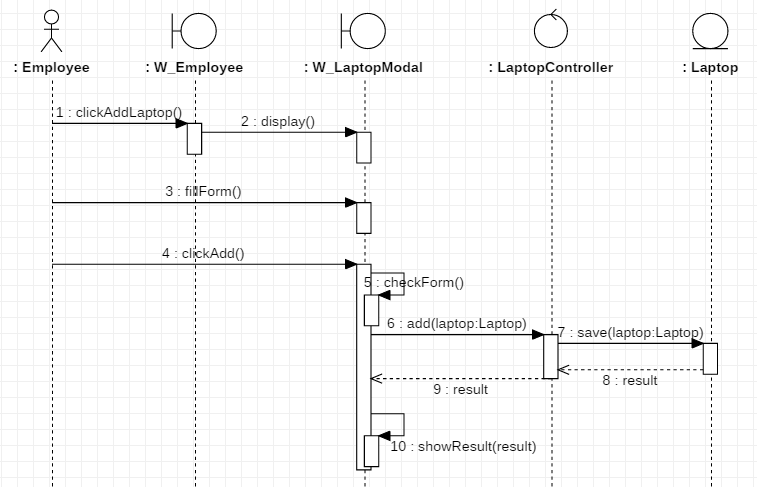 : Employee
: W_Employee
: W_LaptopModal
: LaptopController
: Laptop
1 : clickAddLaptop()
2 : display()
3 : fillForm()
4 : clickAdd()
5 : checkForm()
6 : add(laptop:Laptop)
7 : save(laptop:Laptop)
8 : result
9 : result
10 : showResult(result)